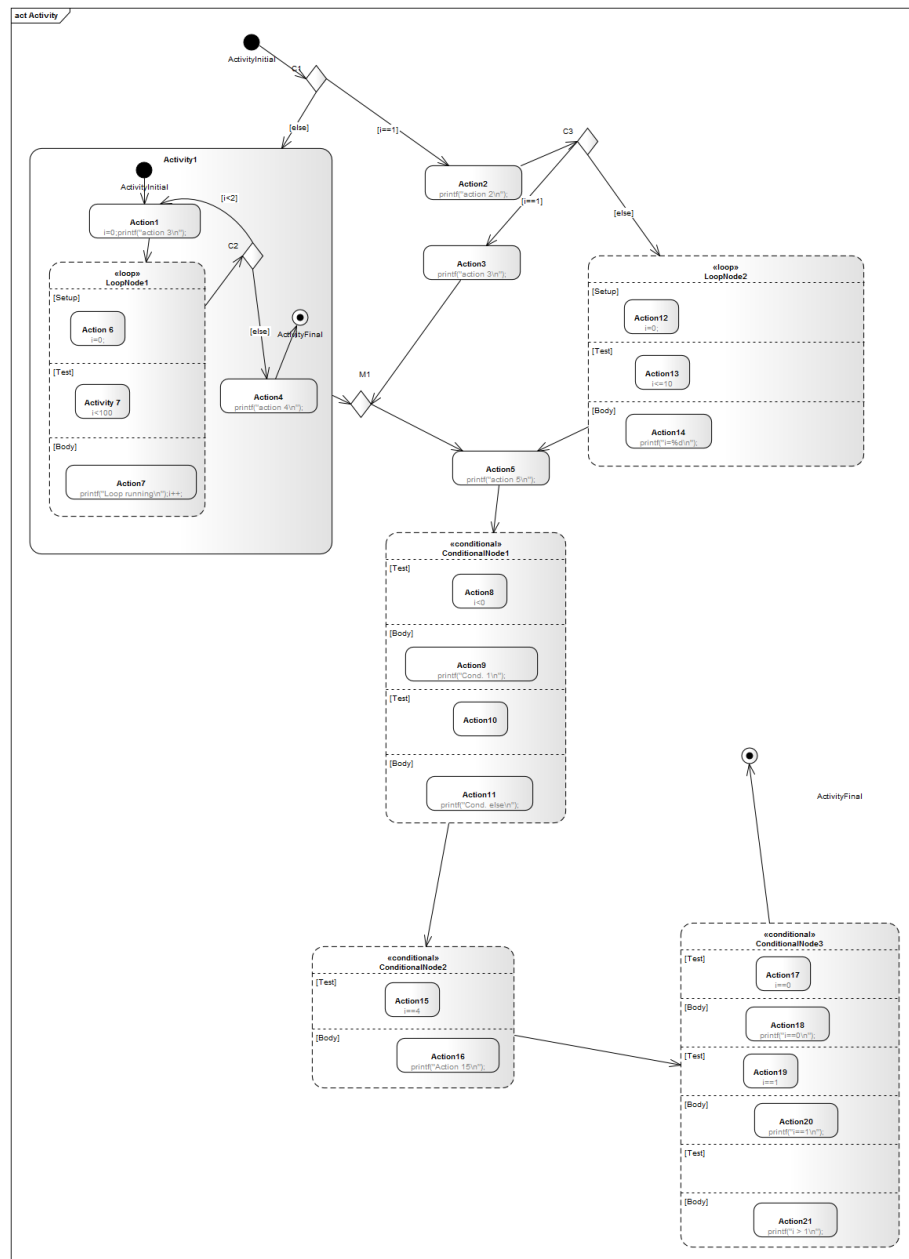 act Activity
ActivityInitial
C1
[else]
[i==1]
C3
[else]
[i==1]
Activity1
ActivityInitial
[i<2]
Action1
i=0;printf("action 3\n");
C2
Action2
printf("action 2\n");
Action3
printf("action 3\n");
«loop»
LoopNode1
[Setup]
Action 6
i=0;
[Test]
Activity 7
i<100
[Body]
Action7
printf("Loop running\n");i++;
[else]
ActivityFinal
Action4
printf("action 4\n");
M1
«loop»
LoopNode2
[Setup]
Action12
i=0;
[Test]
Action13
i<=10
[Body]
Action14
printf("i=%d\n");
Action5
printf("action 5\n");
«conditional»
ConditionalNode1
[Test]
Action8
i<0
[Body]
Action9
printf("Cond. 1\n");
[Test]
Action10
[Body]
Action11
printf("Cond. else\n");
ActivityFinal
«conditional»
ConditionalNode2
[Test]
Action15
i==4
[Body]
Action16
printf("Action 15\n");
«conditional»
ConditionalNode3
[Test]
Action17
i==0
[Body]
Action18
printf("i==0\n");
[Test]
Action19
i==1
[Body]
Action20
printf("i==1\n");
[Test]
[Body]
Action21
printf("i > 1\n");